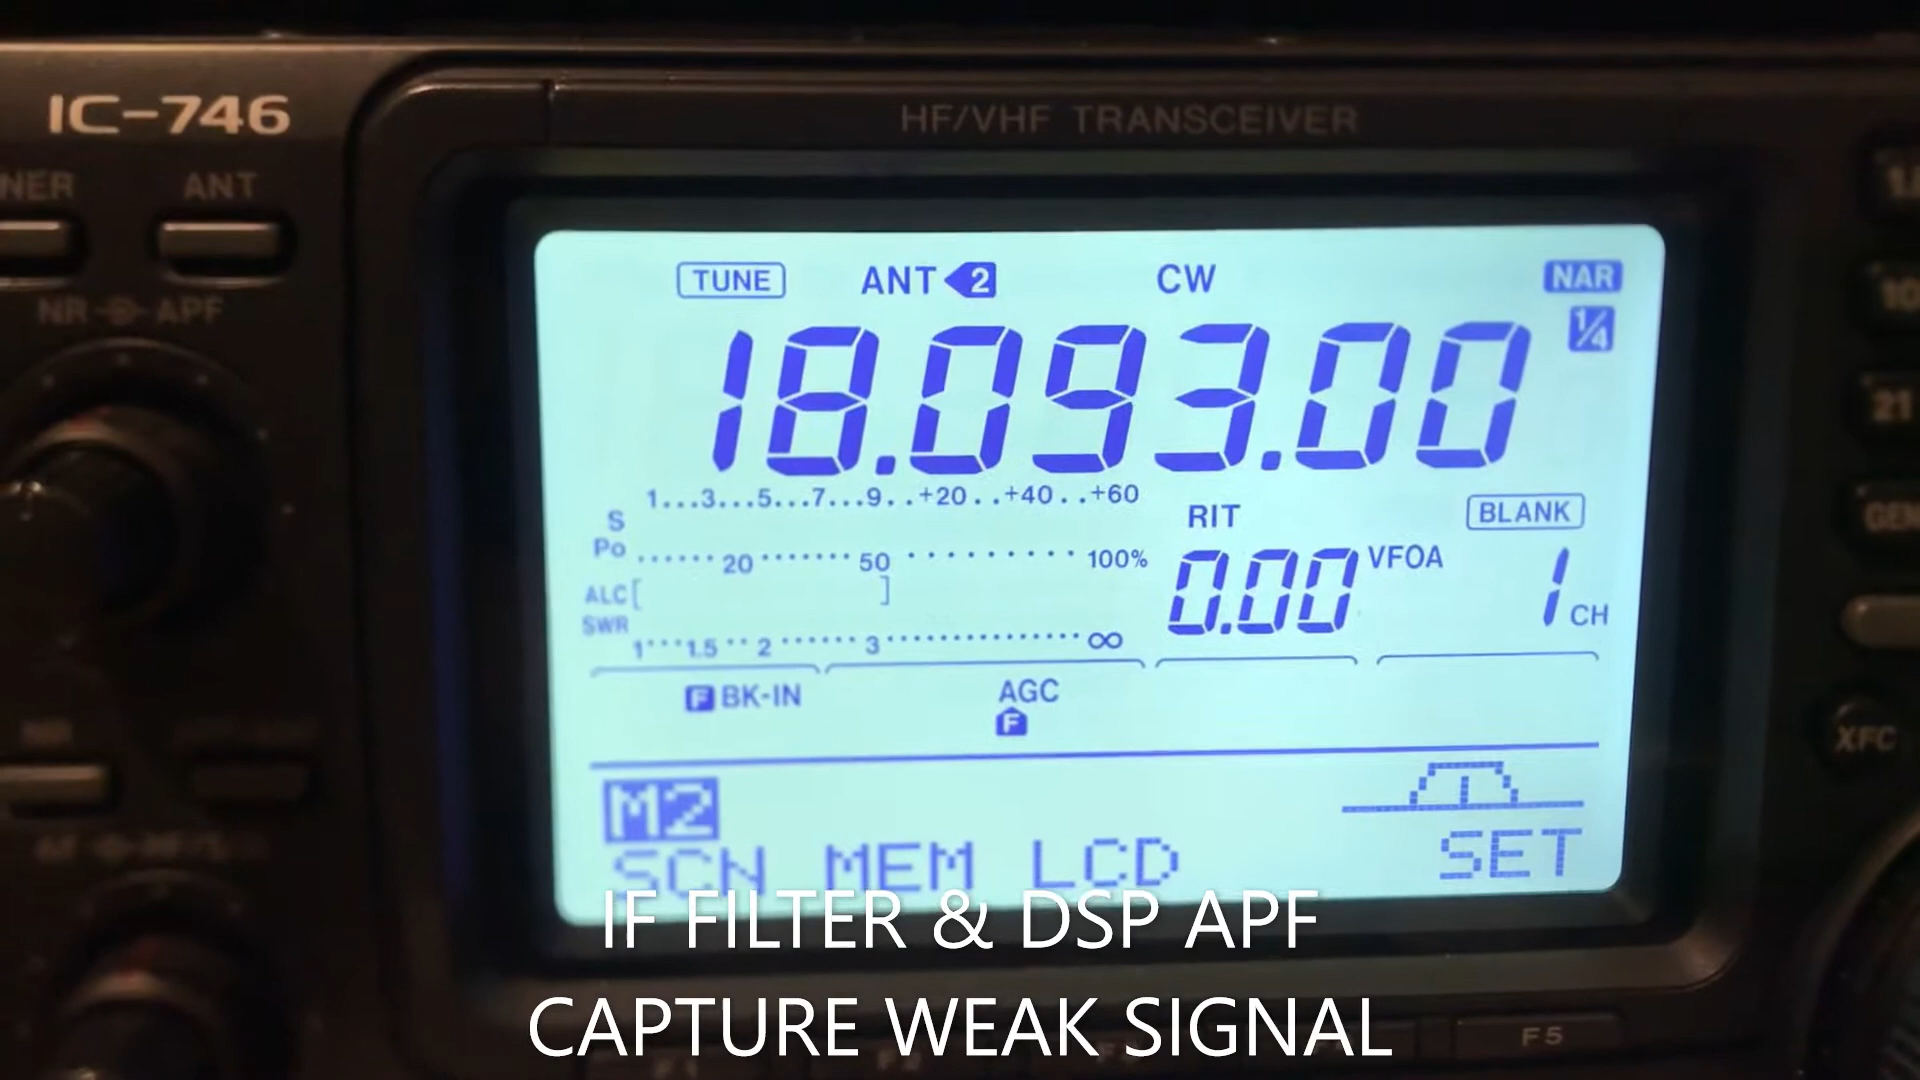 IC-746
HF/VHF TRANSCEIVER
NER ANT
NR APF
TUNE ANT 2 CW NAR
18.093.00 1/4
1...3...5...7...9..+20..+40..+60
S
Po 20 50 100%
ALC
SWR
1 1.5 2 3 ∞
RIT
0.00
VFOA
BLANK
1 CH
F BK-IN
AGC
F
M2
SCN MEM LCD SET
10
21
GEN
XFC
IF FILTER & DSP APF
CAPTURE WEAK SIGNAL
F5